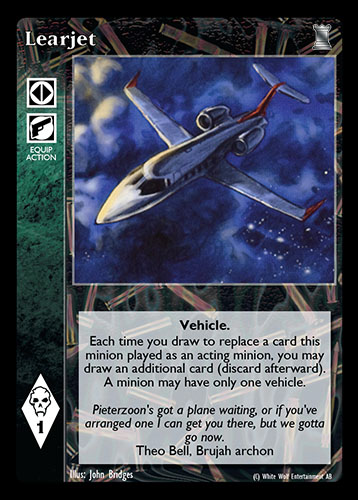 Learjet
EQUIP
ACTION
Vehicle.
Each time you draw to replace a card this
minion played as an acting minion, you may
draw an additional card (discard afterward).
A minion may have only one vehicle.
Pieterzoon's got a plane waiting, or if you've
arranged one I can get you there, but we gotta
go now.
Theo Bell, Brujah archon
1
Illus: John Bridges
(C) White Wolf Entertainment AB